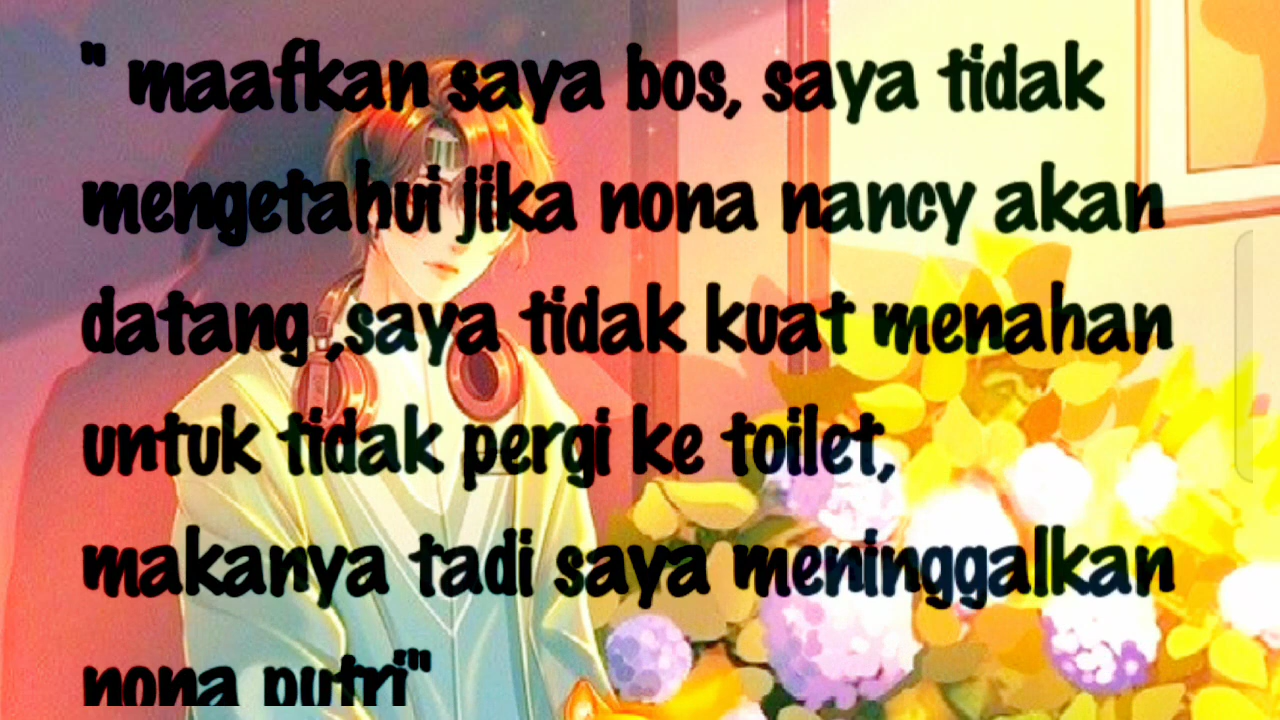 " maafkan saya bos, saya tidak
mengetahui jika nona nancy akan
datang ,saya tidak kuat menahan
untuk tidak pergi ke toilet,
makanya tadi saya meninggalkan
nona putri"